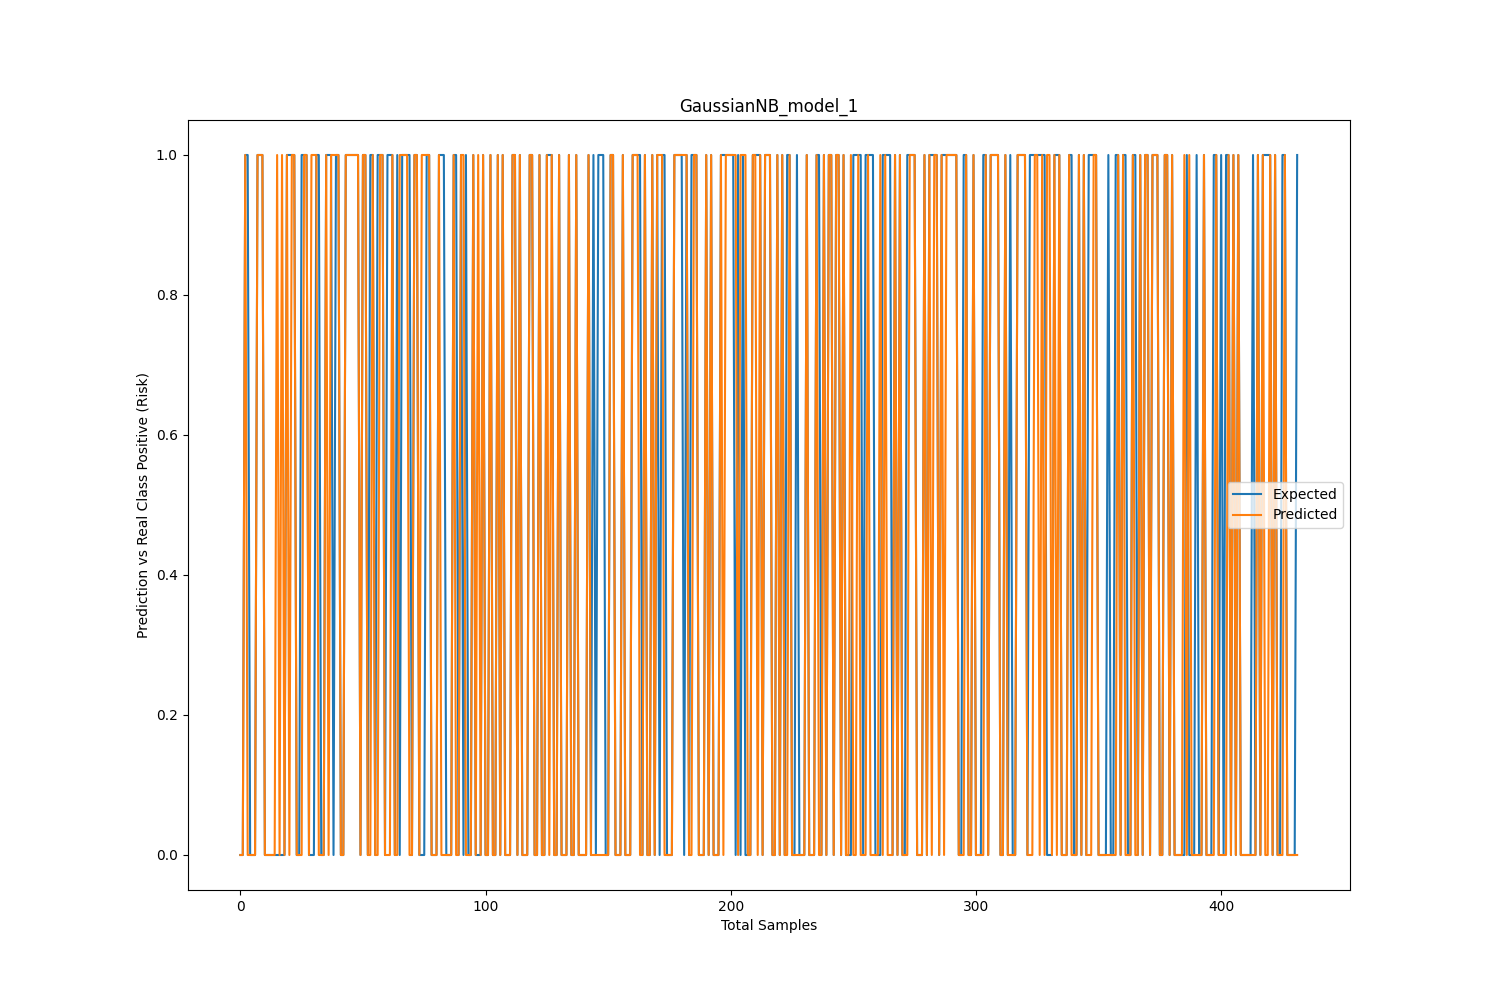 GaussianNB_model_1
Prediction vs Real Class Positive (Risk)
1.0
0.8
0.6
0.4
0.2
0.0
Expected
Predicted
0
100
200
300
400
Total Samples